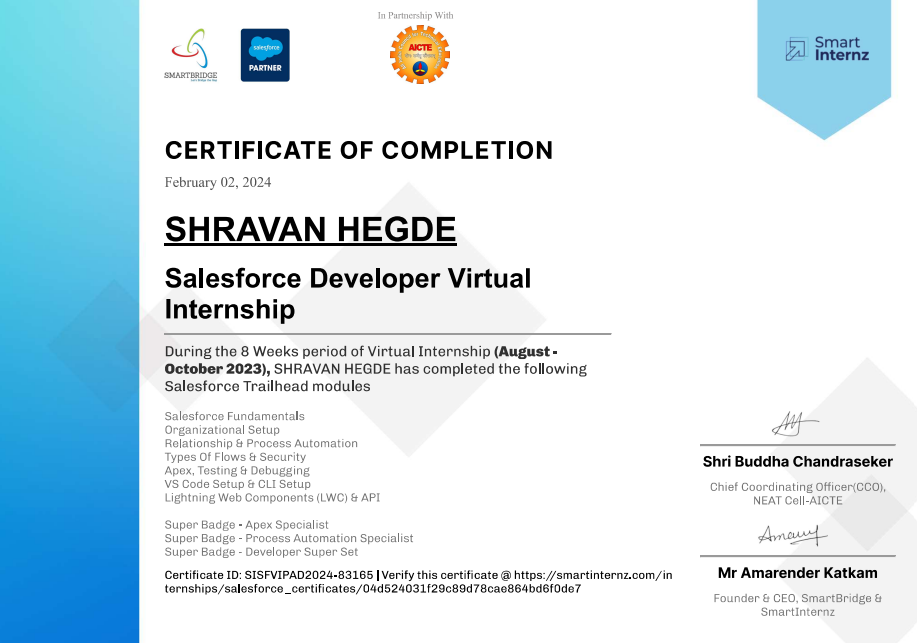 In Partnership With
SMARTBRIDGE
salesforce
PARTNER
AICTE
Smart
Internz
CERTIFICATE OF COMPLETION
February 02, 2024
SHRAVAN HEGDE
Salesforce Developer Virtual
Internship
During the 8 Weeks period of Virtual Internship (August -
October 2023), SHRAVAN HEGDE has completed the following
Salesforce Trailhead modules
Salesforce Fundamentals
Organizational Setup
Relationship & Process Automation
Types Of Flows & Security
Apex, Testing & Debugging
VS Code Setup & CLI Setup
Lightning Web Components (LWC) & API
Super Badge - Apex Specialist
Super Badge - Process Automation Specialist
Super Badge - Developer Super Set
Certificate ID: SISFVIPAD2024-83165 | Verify this certificate @ https://smartinternz.com/in
ternships/salesforce_certificates/04d524031f29c89d78cae864bd6f0de7
Shri Buddha Chandraseker
Chief Coordinating Officer(CCO),
NEAT Cell-AICTE
Mr Amarender Katkam
Founder & CEO, SmartBridge &
SmartInternz